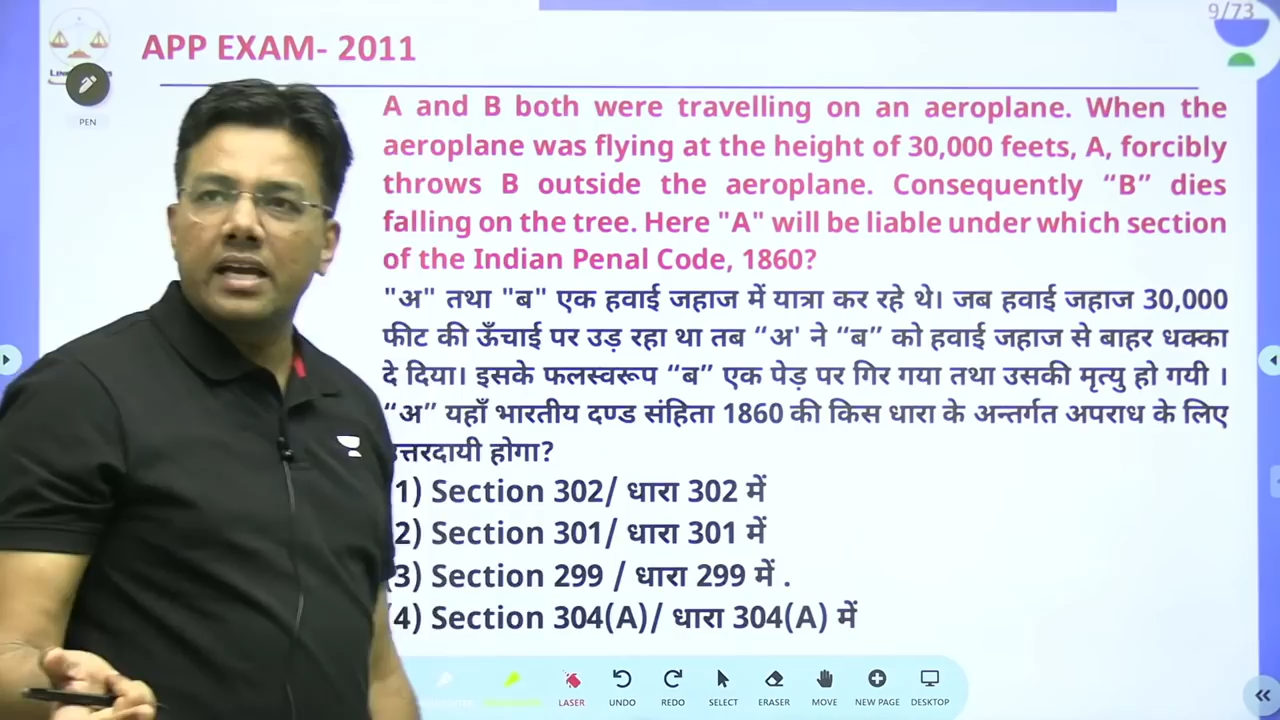 9/73
APP EXAM- 2011
PEN
A and B both were travelling on an aeroplane. When the
aeroplane was flying at the height of 30,000 feets, A, forcibly
throws B outside the aeroplane. Consequently “B” dies
falling on the tree. Here "A" will be liable under which section
of the Indian Penal Code, 1860?
"अ" तथा "ब" एक हवाई जहाज में यात्रा कर रहे थे। जब हवाई जहाज 30,000
फीट की ऊँचाई पर उड़ रहा था तब “अ' ने “ब” को हवाई जहाज से बाहर धक्का
दे दिया। इसके फलस्वरूप “ब” एक पेड़ पर गिर गया तथा उसकी मृत्यु हो गयी ।
“अ” यहाँ भारतीय दण्ड संहिता 1860 की किस धारा के अन्तर्गत अपराध के लिए
होगा?
1) Section 302/ धारा 302 में
2) Section 301/ धारा 301 में
(3) Section 299 / धारा 299 में .
(4) Section 304(A)/ धारा 304(A) में
LASER UNDO REDO SELECT ERASER MOVE NEW PAGE DESKTOP